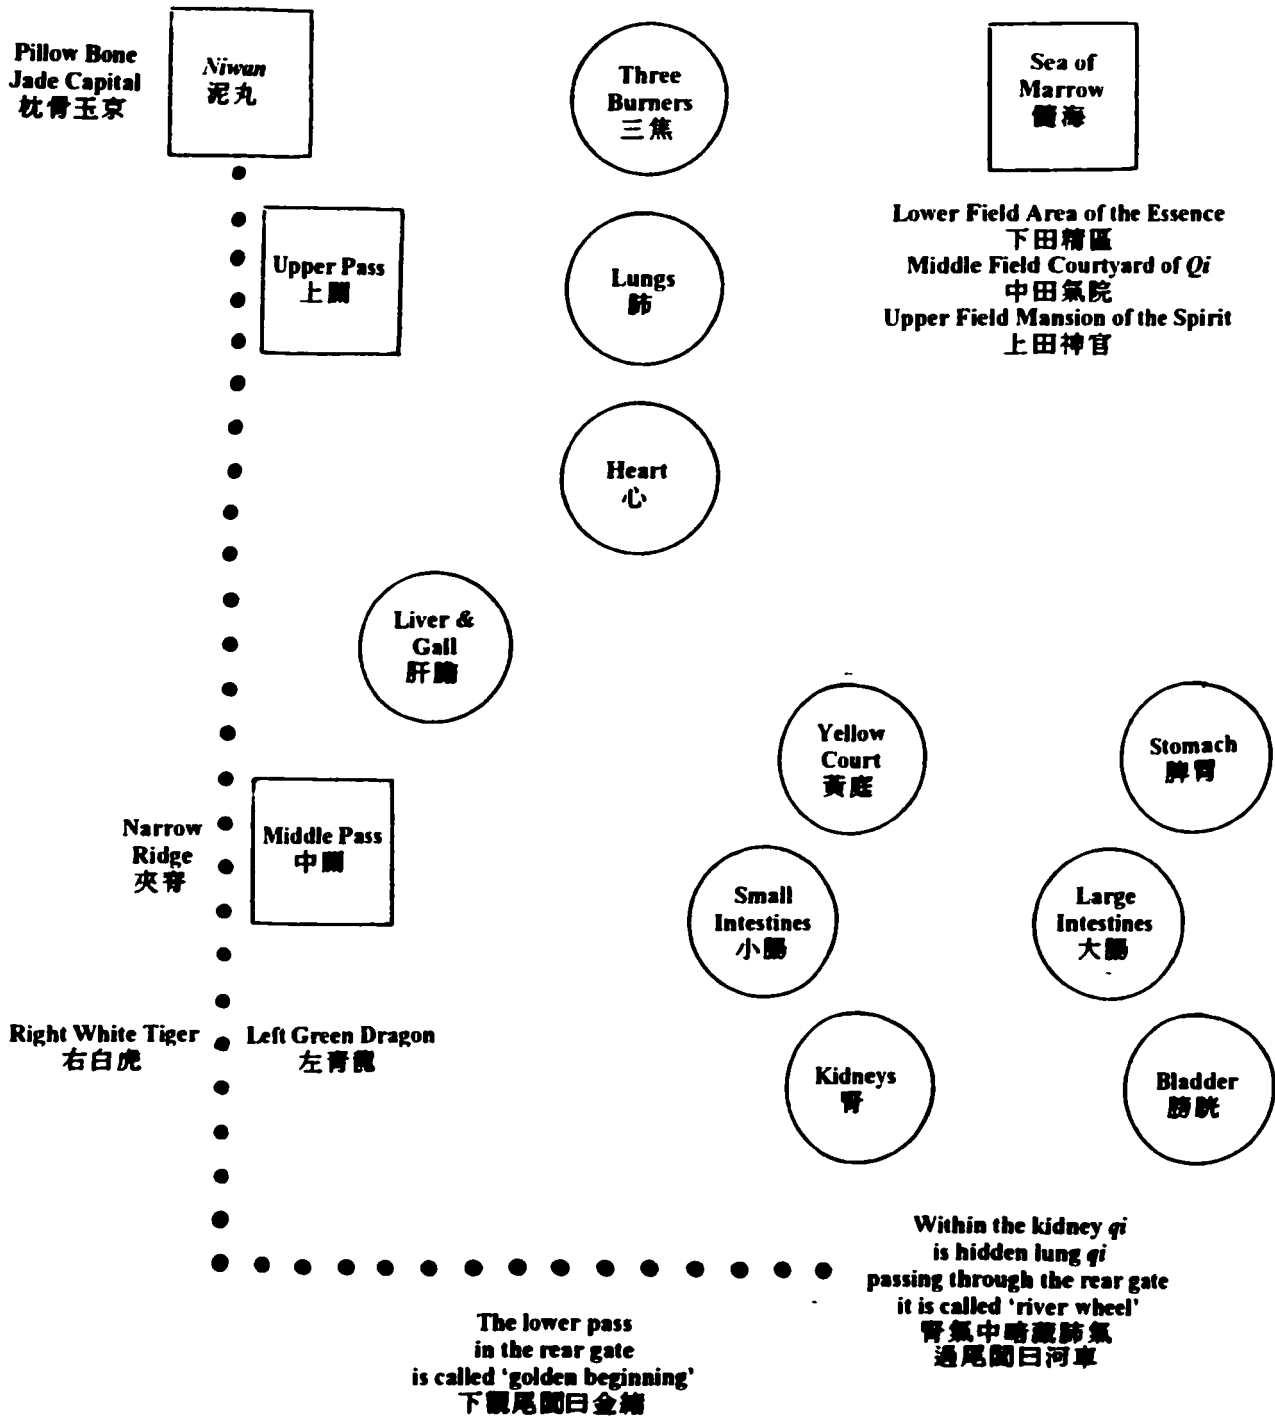 Pillow Bone
Jade Capital
枕骨玉京
Niwan
泥丸
Three
Burners
三焦
Sea of
Marrow
髓海
Upper Pass
上關
Lungs
肺
Lower Field Area of the Essence
下田精區
Middle Field Courtyard of Qi
中田氣院
Upper Field Mansion of the Spirit
上田神宮
Heart
心
Liver &
Gall
肝膽
Yellow
Court
黃庭
Stomach
脾胃
Narrow
Ridge
夾脊
Middle Pass
中關
Small
Intestines
小腸
Large
Intestines
大腸
Right White Tiger
右白虎
Left Green Dragon
左青龍
Kidneys
腎
Bladder
膀胱
Within the kidney qi
is hidden lung qi
passing through the rear gate
it is called ‘river wheel’
腎氣中暗藏肺氣
過尾閭曰河車
The lower pass
in the rear gate
is called ‘golden beginning’
下觀尾閭曰金